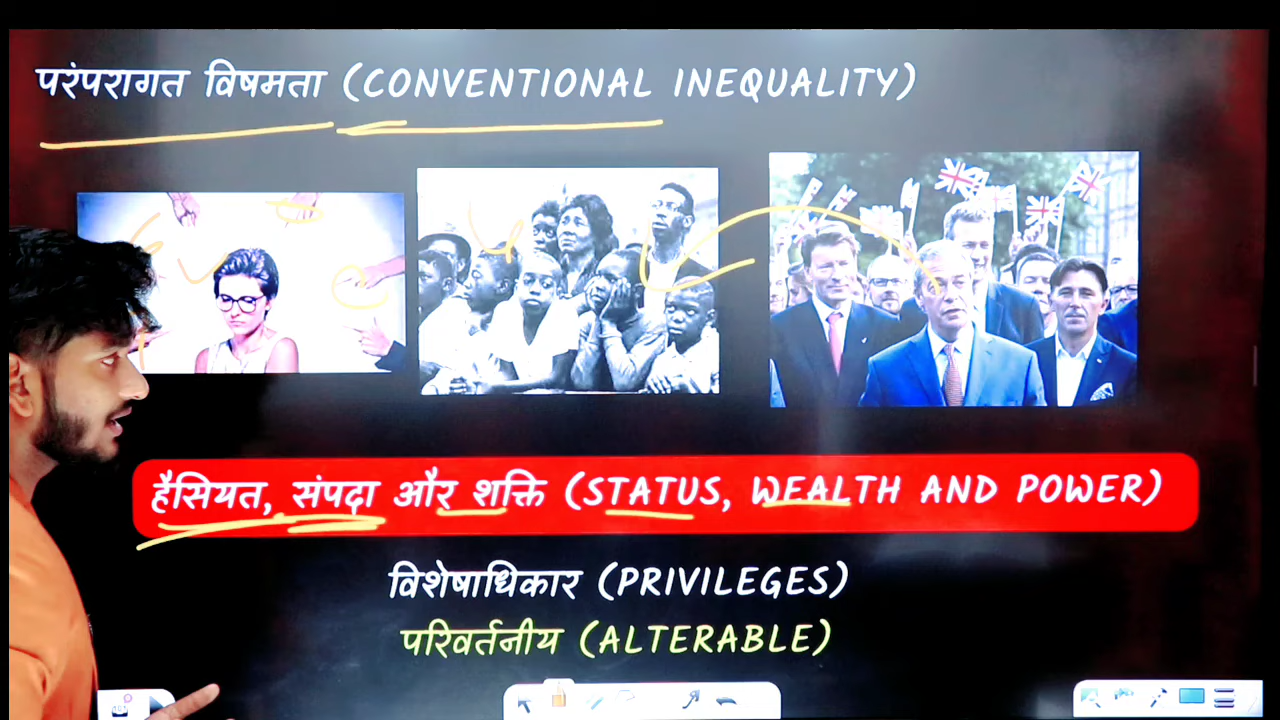 परंपरागत विषमता (CONVENTIONAL INEQUALITY)
हैसियत, संपदा और शक्ति (STATUS, WEALTH AND POWER)
विशेषाधिकार (PRIVILEGES)
परिवर्तनीय (ALTERABLE)